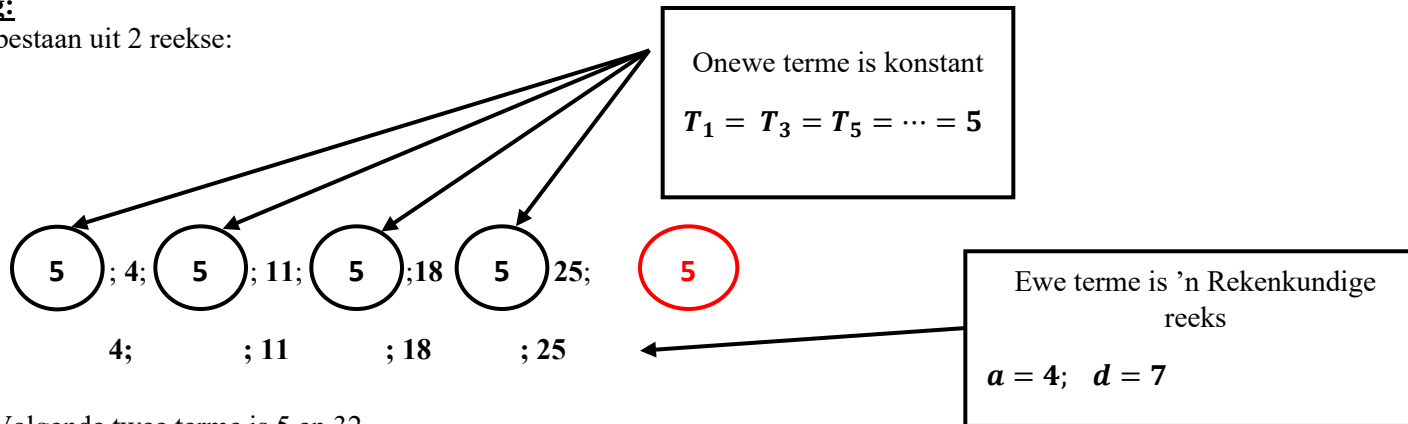 g:
bestaan uit 2 reekse:
Onewe terme is konstant
T₁ = T₃ = T₅ = ⋯ = 5
5 ; 4; 5 ; 11; 5 ;18 5 25; 5
4; ; 11 ; 18 ; 25
Ewe terme is ’n Rekenkundige
reeks
a = 4; d = 7
Volgende twee terme is 5 en 32